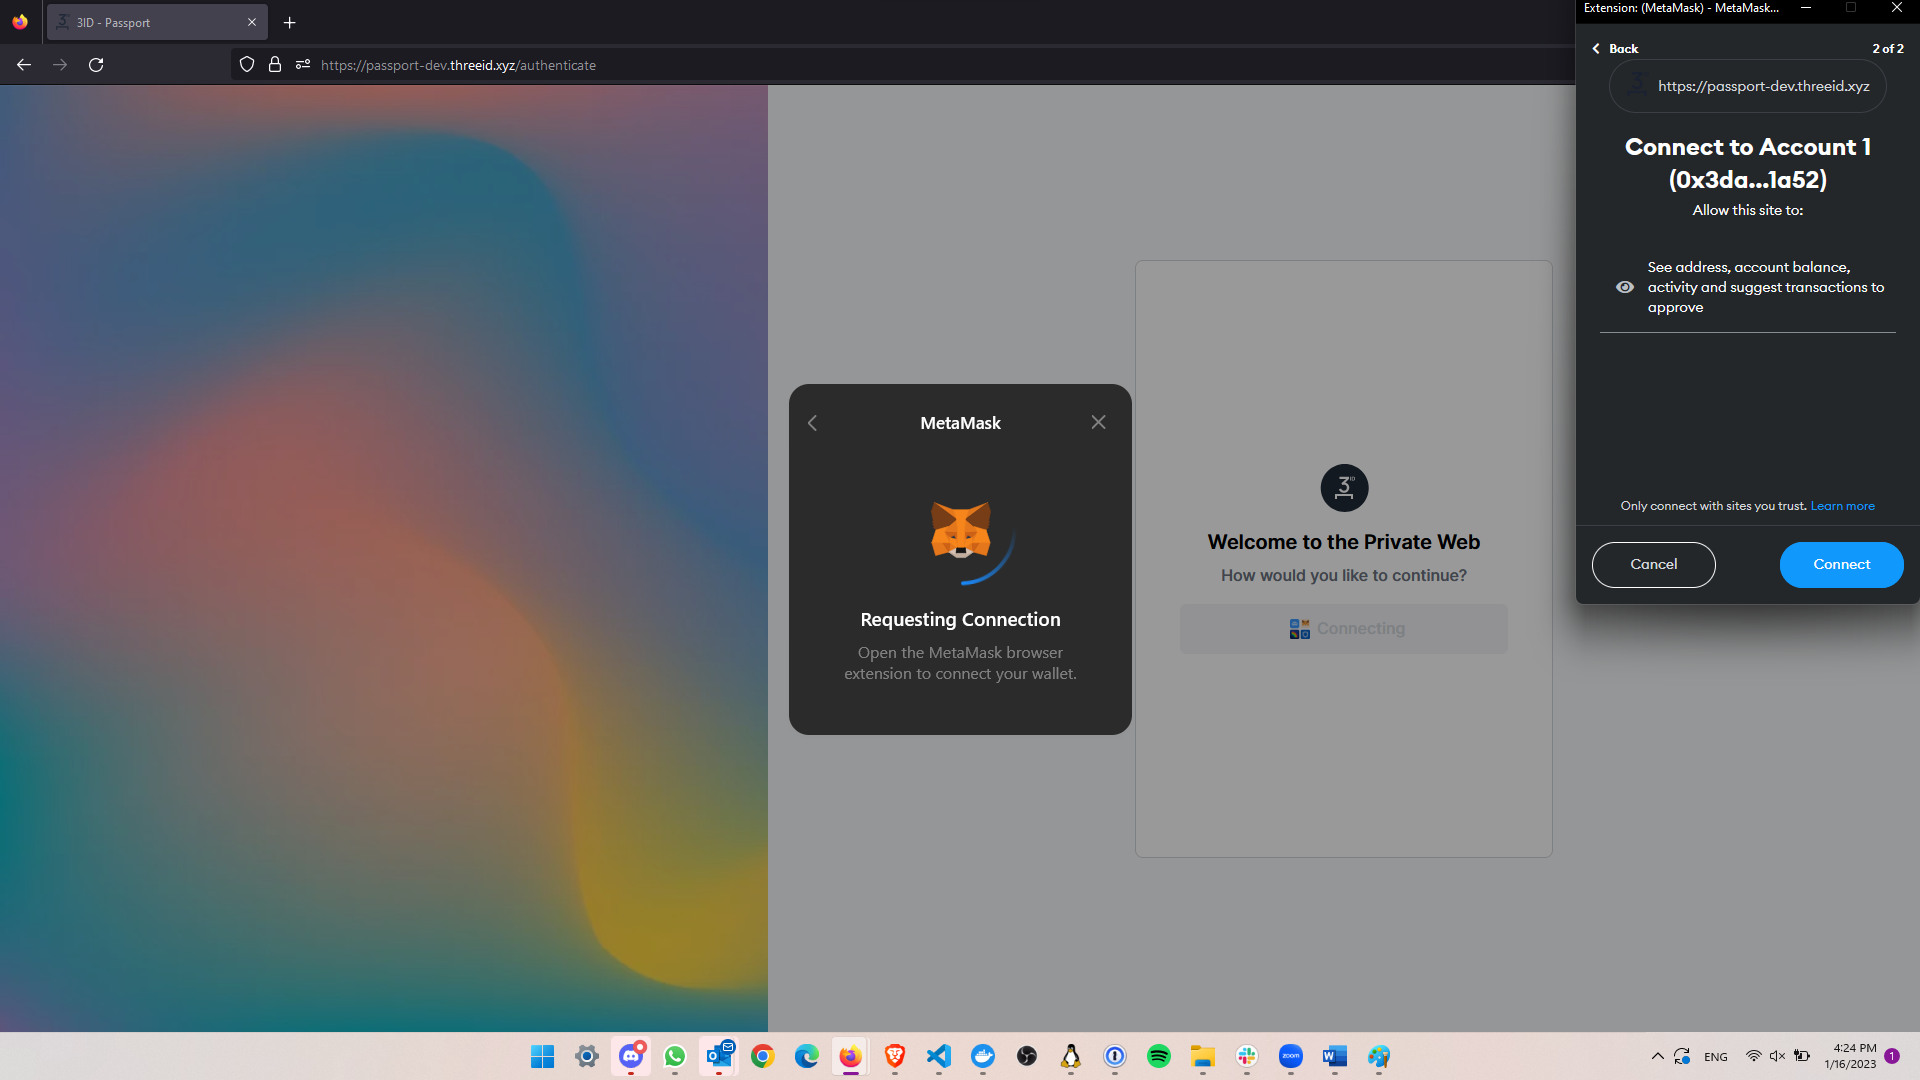 3ID - Passport
https://passport-dev.threeid.xyz/authenticate
Extension: (MetaMask) - MetaMask...
Back
2 of 2
https://passport-dev.threeid.xyz
Connect to Account 1
(0x3da...1a52)
Allow this site to:
See address, account balance,
activity and suggest transactions to
approve
Only connect with sites you trust. Learn more
Cancel
Connect
MetaMask
Requesting Connection
Open the MetaMask browser
extension to connect your wallet.
3ID
Welcome to the Private Web
How would you like to continue?
Connecting
zoom
ENG
4:24 PM
1/16/2023
1